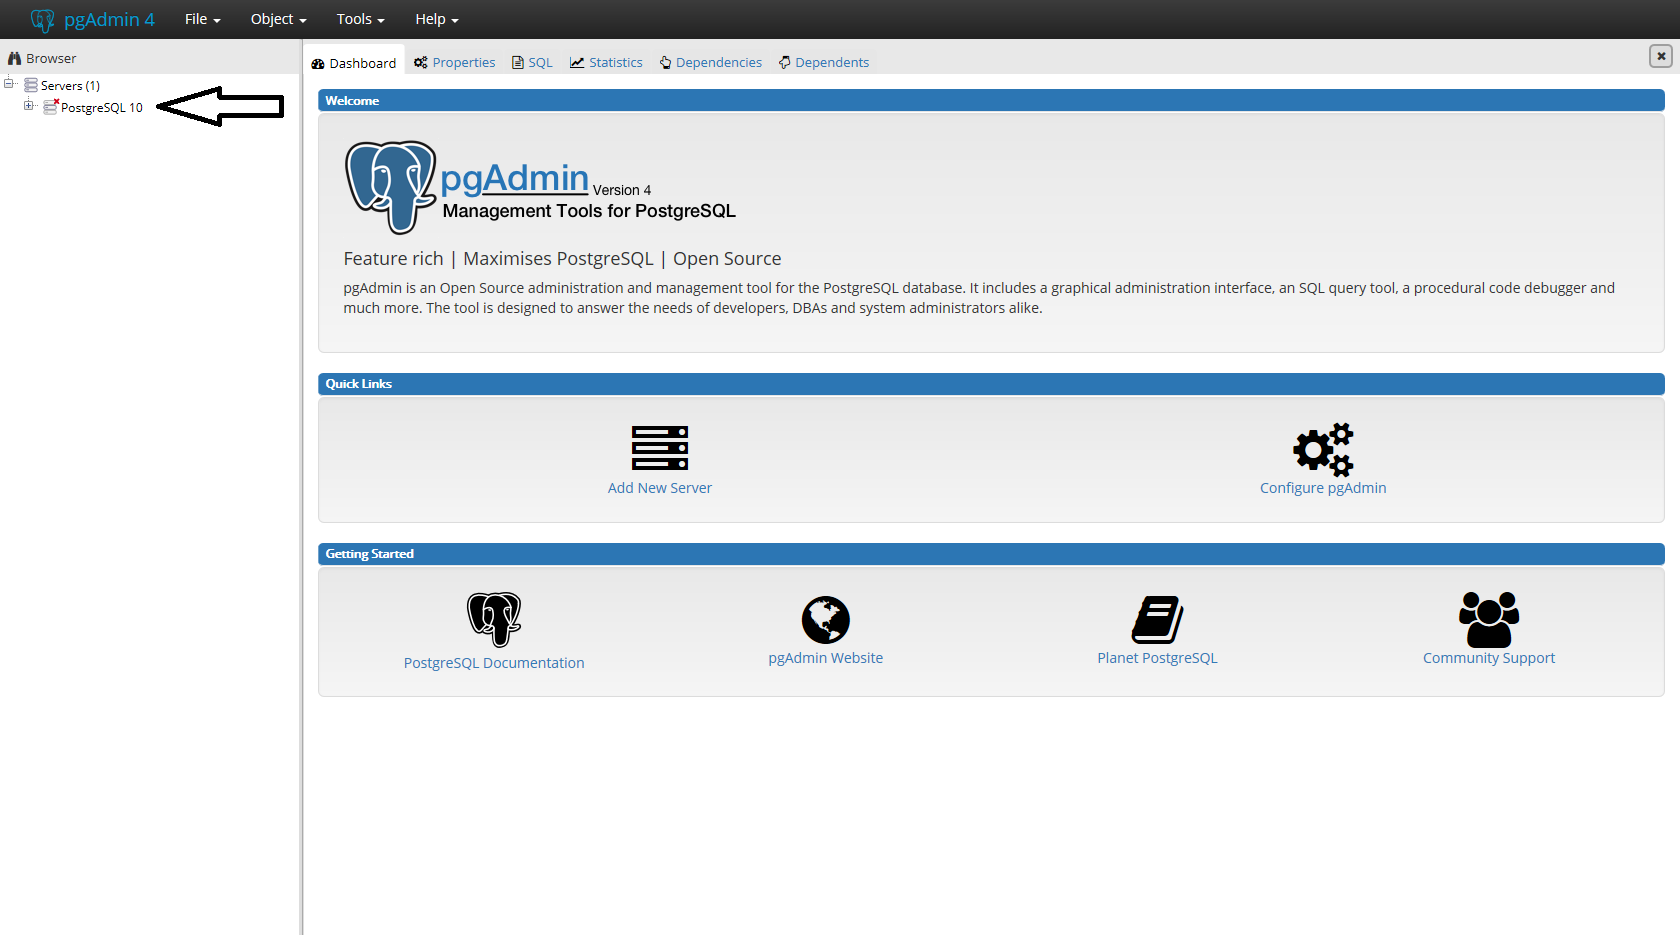 pgAdmin 4 File Object Tools Help
Browser
Servers (1)
PostgreSQL 10
Dashboard Properties SQL Statistics Dependencies Dependents
Welcome
pgAdmin Version 4
Management Tools for PostgreSQL
Feature rich | Maximises PostgreSQL | Open Source
pgAdmin is an Open Source administration and management tool for the PostgreSQL database. It includes a graphical administration interface, an SQL query tool, a procedural code debugger and
much more. The tool is designed to answer the needs of developers, DBAs and system administrators alike.
Quick Links
Add New Server Configure pgAdmin
Getting Started
PostgreSQL Documentation pgAdmin Website Planet PostgreSQL Community Support